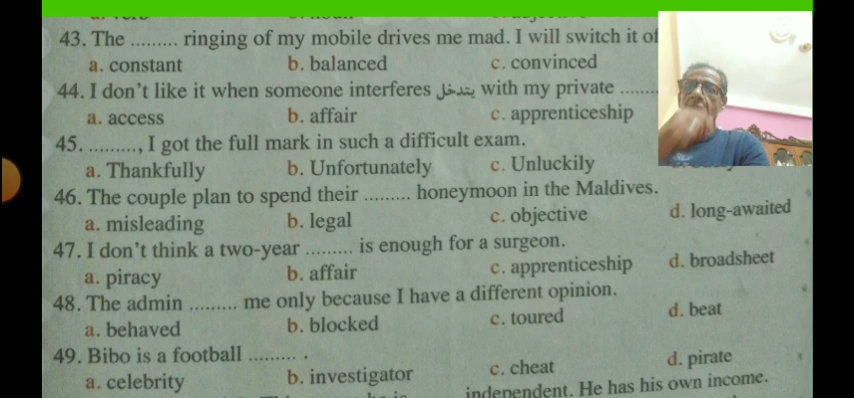 43. The ......... ringing of my mobile drives me mad. I will switch it of
a. constant b. balanced c. convinced
44. I don't like it when someone interferes يتدخل with my private ........
a. access b. affair c. apprenticeship
45. ........., I got the full mark in such a difficult exam.
a. Thankfully b. Unfortunately c. Unluckily
46. The couple plan to spend their ......... honeymoon in the Maldives.
a. misleading b. legal c. objective d. long-awaited
47. I don't think a two-year ......... is enough for a surgeon.
a. piracy b. affair c. apprenticeship d. broadsheet
48. The admin ......... me only because I have a different opinion.
a. behaved b. blocked c. toured d. beat
49. Bibo is a football ......... .
a. celebrity b. investigator c. cheat d. pirate
independent. He has his own income.